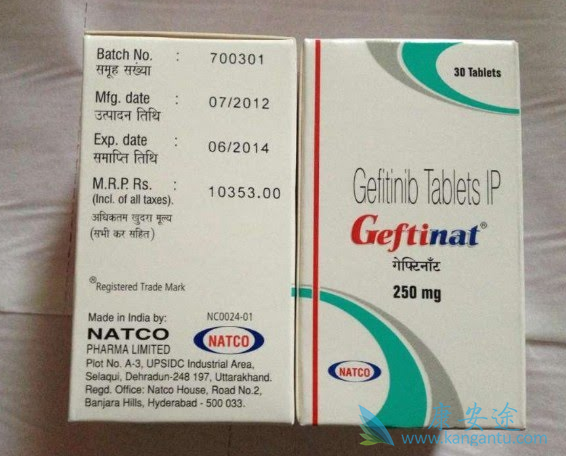 Batch No. : 700301
समूह संख्या
Mfg. date : 07/2012
उत्पादन तिथि
Exp. date : 06/2014
समाप्ति तिथि
M.R.P Rs. : 10353.00
(Incl. of all taxes).
अधिकतम खुदरा मूल्य
(सभी कर सहित)
®Registered Trade Mark
Made in India by: NC0024-01
NATCO NATCO
PHARMA LIMITED
Plot No. A-3, UPSIDC Industrial Area,
Selaqui, Dehradun-248 197, Uttarakhand.
Regd. Office: Natco House, Road No.2,
Banjara Hills, Hyderabad - 500 033.
30 Tablets
Gefitinib Tablets IP
Geftinat®
गेफ्टिनॅाट
250 mg
NATCO
康安途
www.kangantu.com